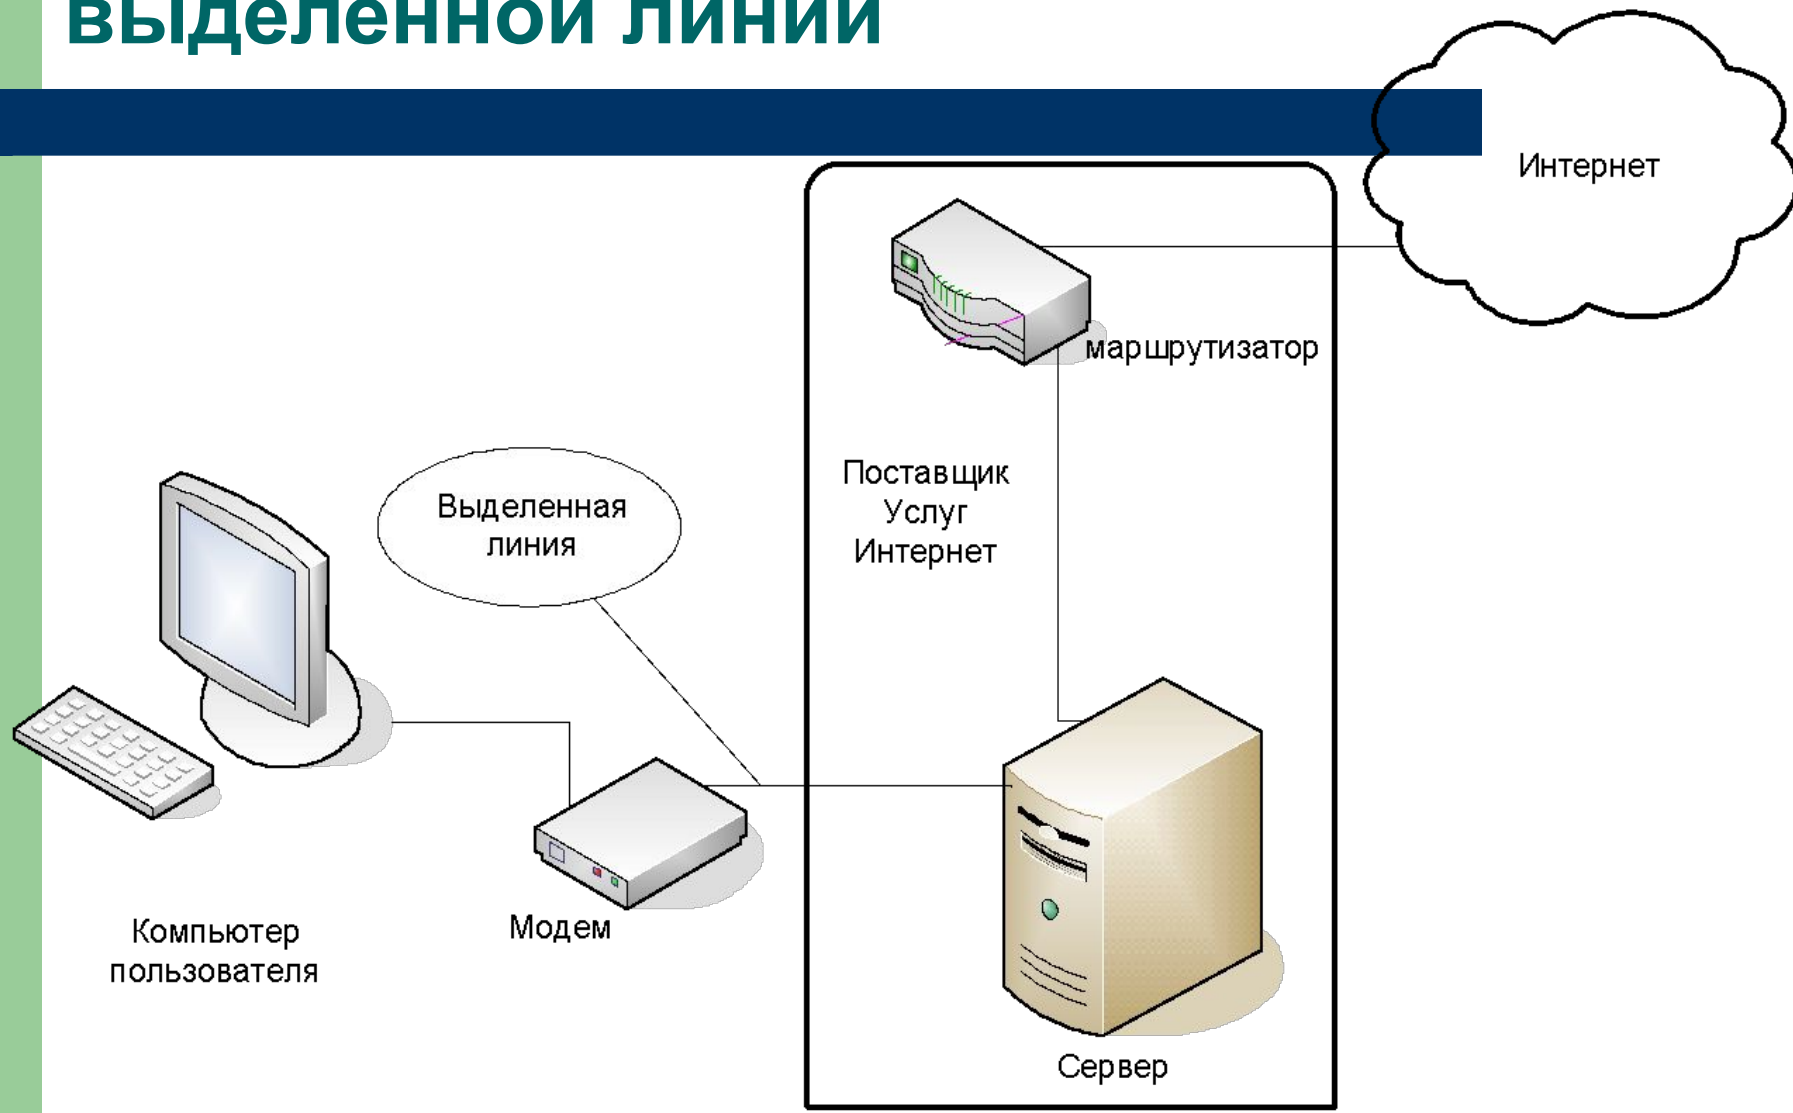 выделенной линии
Интернет
маршрутизатор
Поставщик
Услуг
Интернет
Выделенная
линия
Компьютер
пользователя
Модем
Сервер